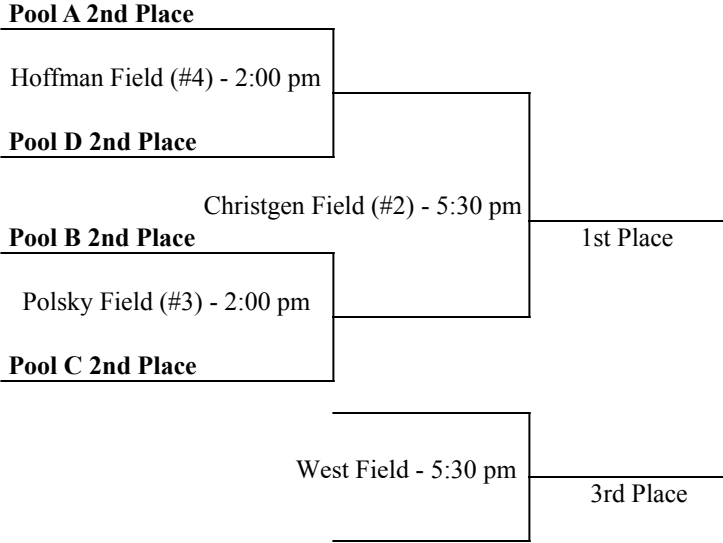 Pool A 2nd Place
Hoffman Field (#4) - 2:00 pm
Pool D 2nd Place
Christgen Field (#2) - 5:30 pm
Pool B 2nd Place
1st Place
Polsky Field (#3) - 2:00 pm
Pool C 2nd Place
West Field - 5:30 pm
3rd Place